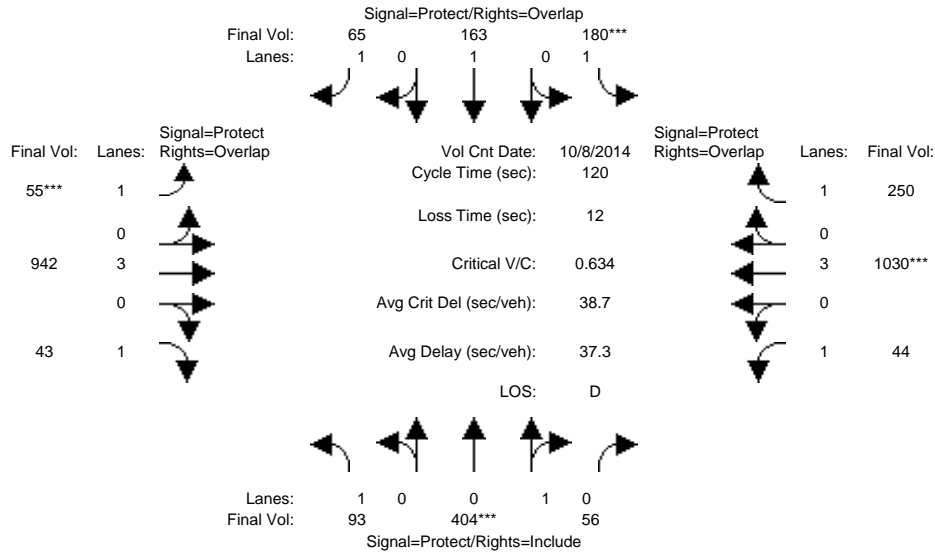 Signal=Protect/Rights=Overlap
Final Vol: 65 163 180***
Lanes: 1 0 1 0 1
Signal=Protect
Final Vol: Lanes: Rights=Overlap
Vol Cnt Date: 10/8/2014
Signal=Protect
Rights=Overlap Lanes: Final Vol:
Cycle Time (sec): 120
55*** 1
1 250
Loss Time (sec): 12
0
0
942 3
Critical V/C: 0.634
3 1030***
0
Avg Crit Del (sec/veh): 38.7
0
43 1
Avg Delay (sec/veh): 37.3
1 44
LOS: D
Lanes: 1 0 0 1 0
Final Vol: 93 404*** 56
Signal=Protect/Rights=Include